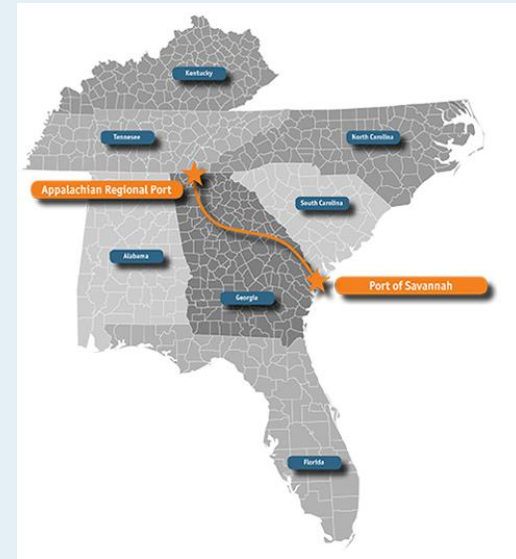 Kentucky
Tennessee
North Carolina
Appalachian Regional Port
South Carolina
Alabama
Port of Savannah
Georgia
Florida